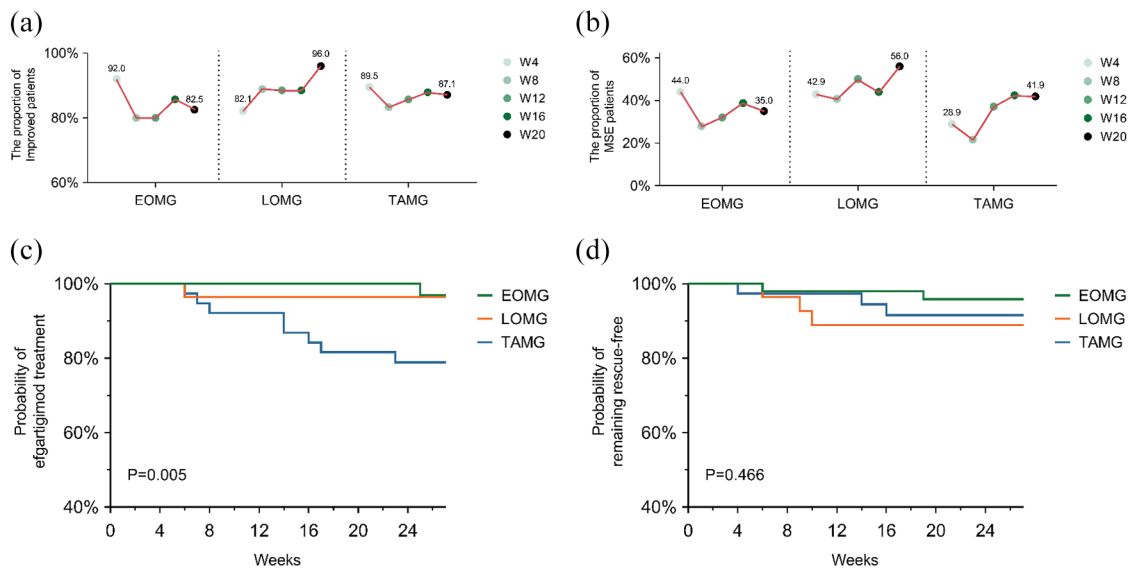 (a)
The proportion of
Improved patients
100%
80%
60%
92.0
82.5
82.1
96.0
89.5
87.1
EOMG
LOMG
TAMG
W4
W8
W12
W16
W20
(b)
The proportion of
MSE patients
60%
40%
20%
0%
44.0
35.0
42.9
56.0
28.9
41.9
EOMG
LOMG
TAMG
W4
W8
W12
W16
W20
(c)
Probability of
efgartigimod treatment
100%
80%
60%
40%
P=0.005
0 4 8 12 16 20 24
Weeks
EOMG
LOMG
TAMG
(d)
Probability of
remaining rescue-free
100%
80%
60%
40%
P=0.466
0 4 8 12 16 20 24
Weeks
EOMG
LOMG
TAMG